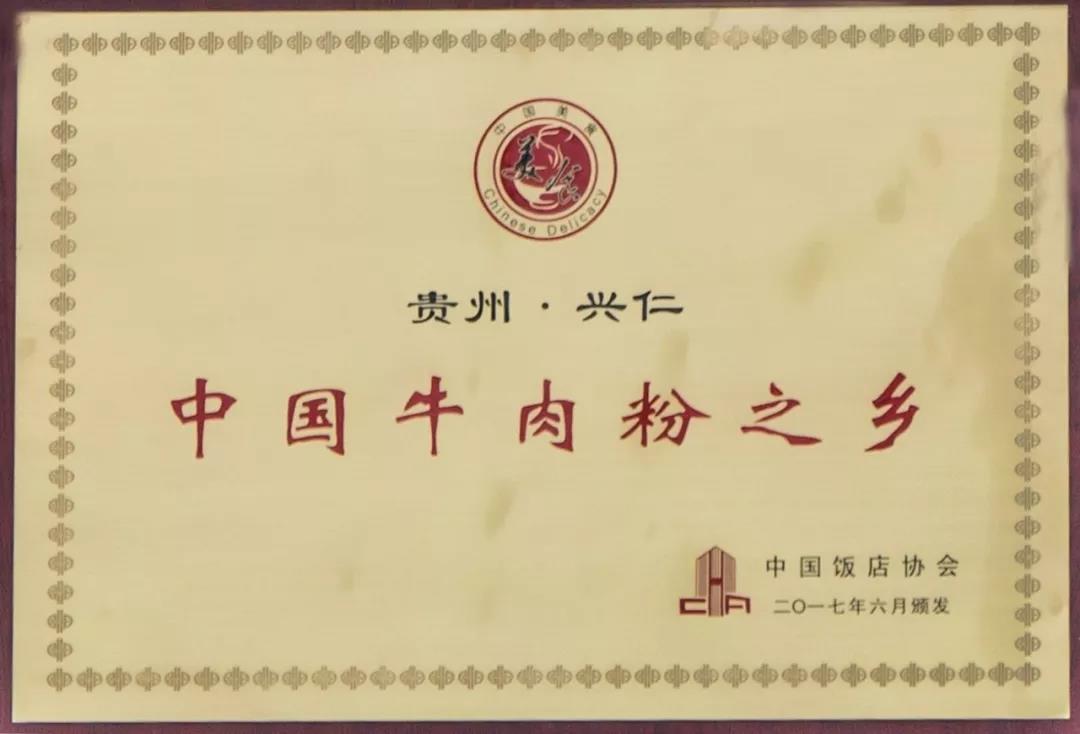 中国美食
美食
Chinese Delicacy
贵州·兴仁
中国牛肉粉之乡
CHA
中国饭店协会
二〇一七年六月颁发